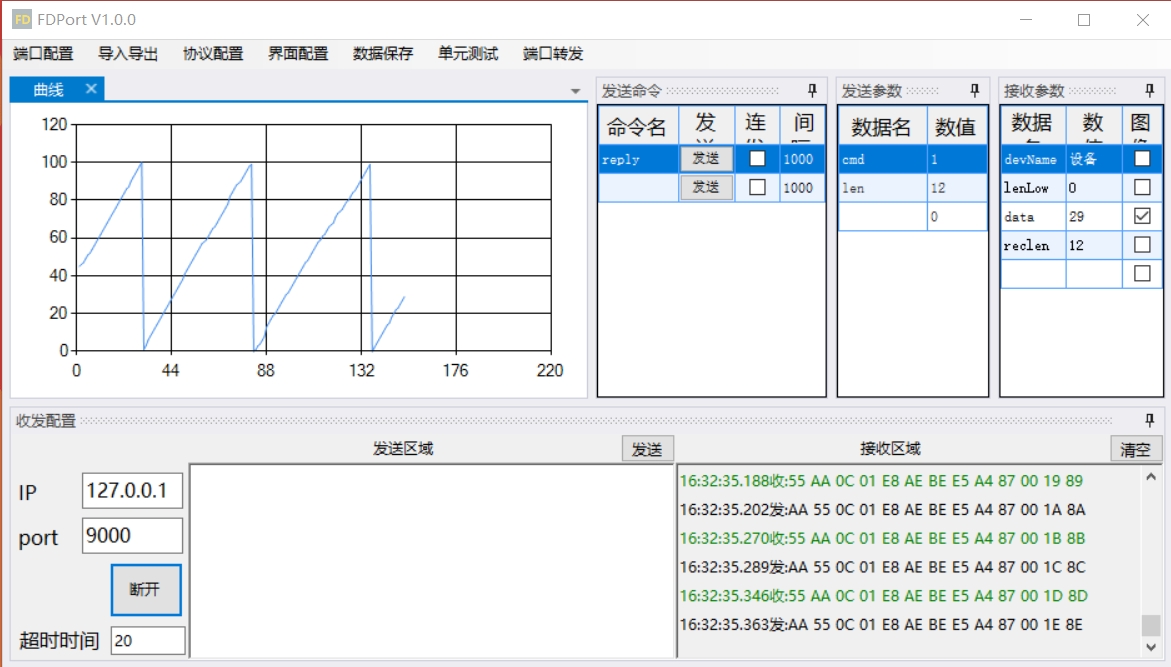 FD FDPort V1.0.0
端口配置 导入导出 协议配置 界面配置 数据保存 单元测试 端口转发
曲线
120
100
80
60
40
20
0
0 44 88 132 176 220
发送命令
命令名 发 连 间
reply 发送 1000
发送 1000
发送参数
数据名 数值
cmd 1
len 12
0
接收参数
数据 数 图
devName 设备
lenLow 0
data 29
reclen 12
收发配置
IP 127.0.0.1
port 9000
断开
超时时间 20
发送区域 发送
接收区域 清空
16:32:35.188收:55 AA 0C 01 E8 AE BE E5 A4 87 00 19 89
16:32:35.202发:AA 55 0C 01 E8 AE BE E5 A4 87 00 1A 8A
16:32:35.270收:55 AA 0C 01 E8 AE BE E5 A4 87 00 1B 8B
16:32:35.289发:AA 55 0C 01 E8 AE BE E5 A4 87 00 1C 8C
16:32:35.346收:55 AA 0C 01 E8 AE BE E5 A4 87 00 1D 8D
16:32:35.363发:AA 55 0C 01 E8 AE BE E5 A4 87 00 1E 8E